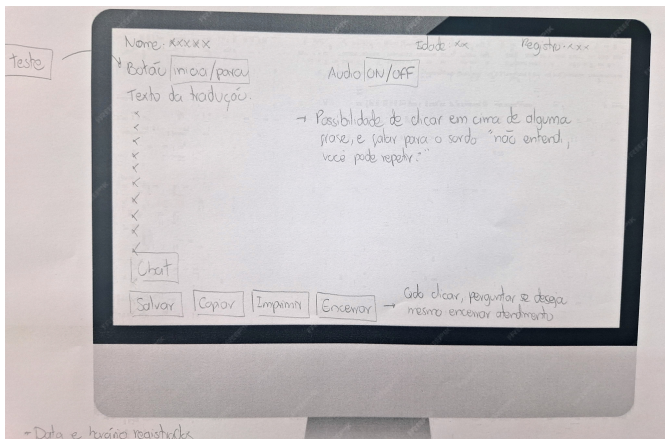 Nome: xxxxx
Idade: xx
Registro: xxx
teste
Botão inicia/parar
Audio ON/OFF
Texto da tradução:
x
x
x
x
x
x
x
x
x
x
x
→ Possibilidade de clicar em cima de alguma
frase, e falar para o surdo "não entendi,
você pode repetir?"
Chat
Salvar
Copiar
Imprimir
Encerrar
→ Cado clicar, perguntar se deseja
mesmo encerrar atendimento
- Data e horário registrados